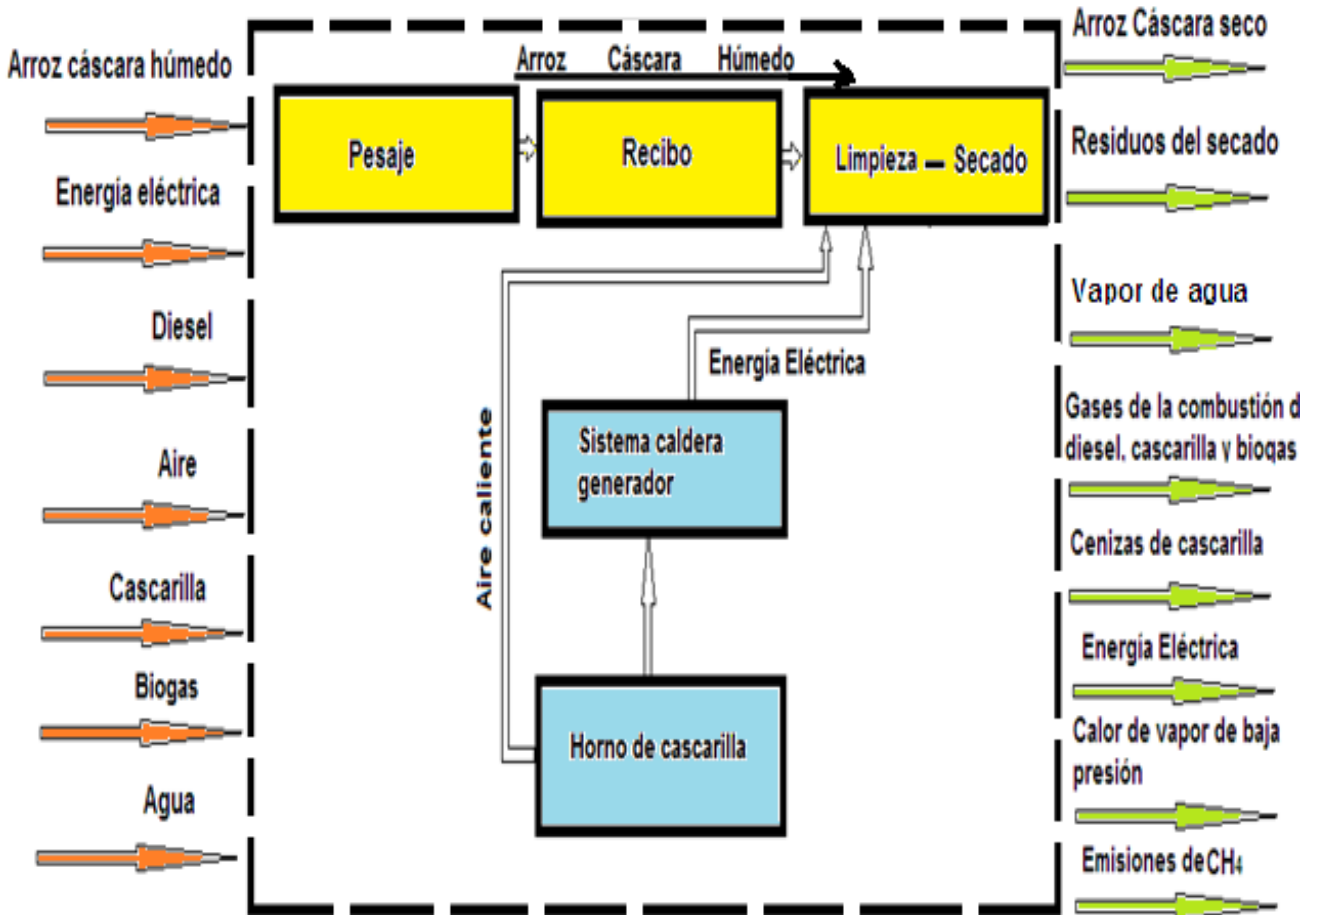 Arroz cáscara húmedo
Energía eléctrica
Diesel
Aire
Cascarilla
Biogas
Agua
Arroz Cáscara Húmedo
Pesaje
Recibo
Limpieza — Secado
Energía Eléctrica
Aire caliente
Sistema caldera
generador
Horno de cascarilla
Arroz Cáscara seco
Residuos del secado
Vapor de agua
Gases de la combustión d
diesel, cascarilla y biogas
Cenizas de cascarilla
Energía Eléctrica
Calor de vapor de baja
presión
Emisiones de CH4